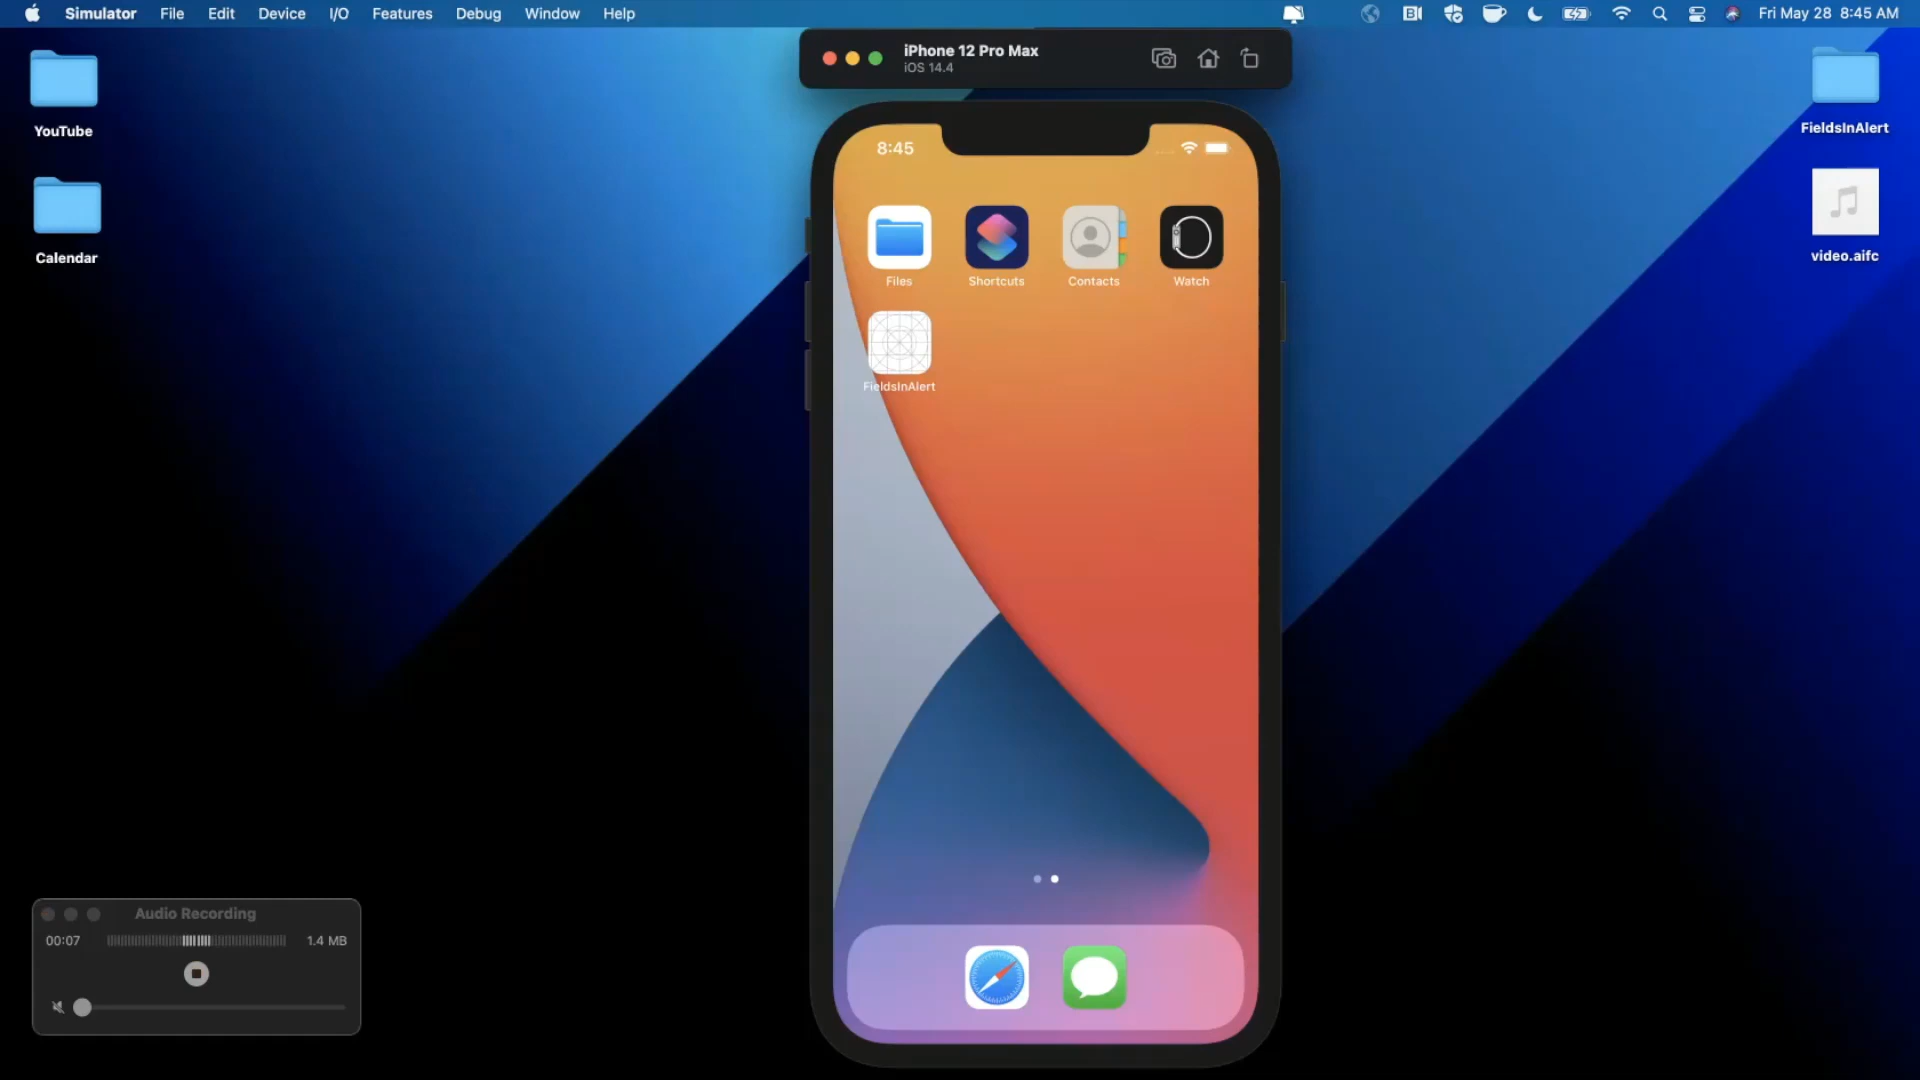 Simulator File Edit Device I/O Features Debug Window Help Fri May 28 8:45 AM
YouTube
Calendar
iPhone 12 Pro Max
iOS 14.4
8:45
Files Shortcuts Contacts Watch
FieldsInAlert
FieldsInAlert
video.aifc
Audio Recording
00:07 1.4 MB